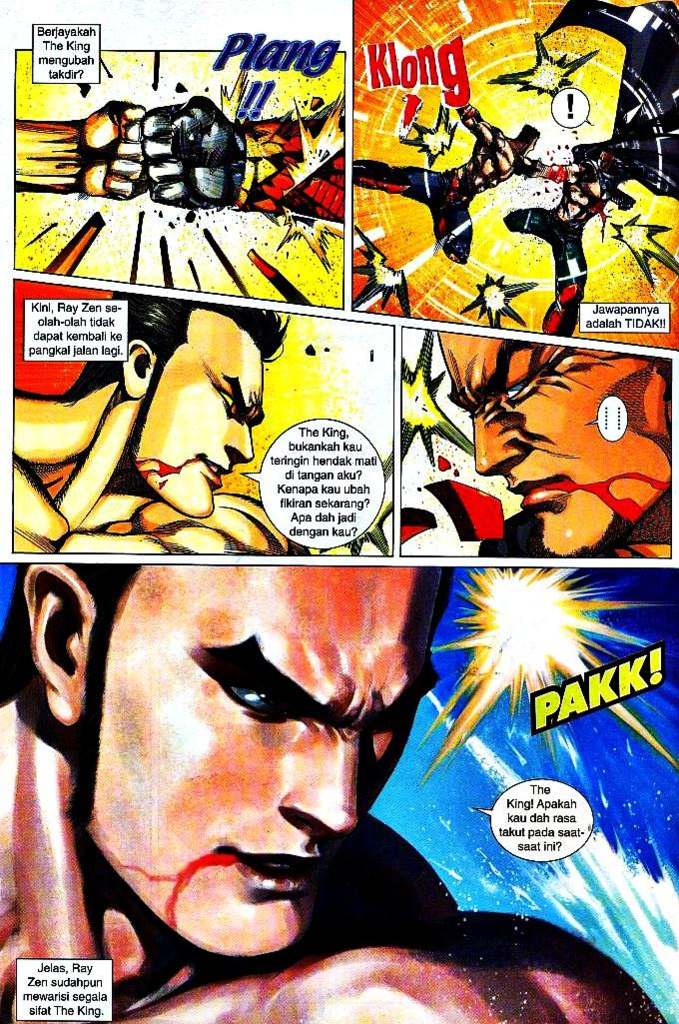 Berjayakah
The King
mengubah
takdir?
Plang
!!
Klong
!
!
Jawapannya
adalah TIDAK!!
Kini, Ray Zen se-
olah-olah tidak
dapat kembali ke
pangkal jalan lagi.
The King,
bukankah kau
teringin hendak mati
di tangan aku?
Kenapa kau ubah
fikiran sekarang?
Apa dah jadi
dengan kau?
PAKK!
The
King! Apakah
kau dah rasa
takut pada saat-
saat ini?
Jelas, Ray
Zen sudahpun
mewarisi segala
sifat The King.